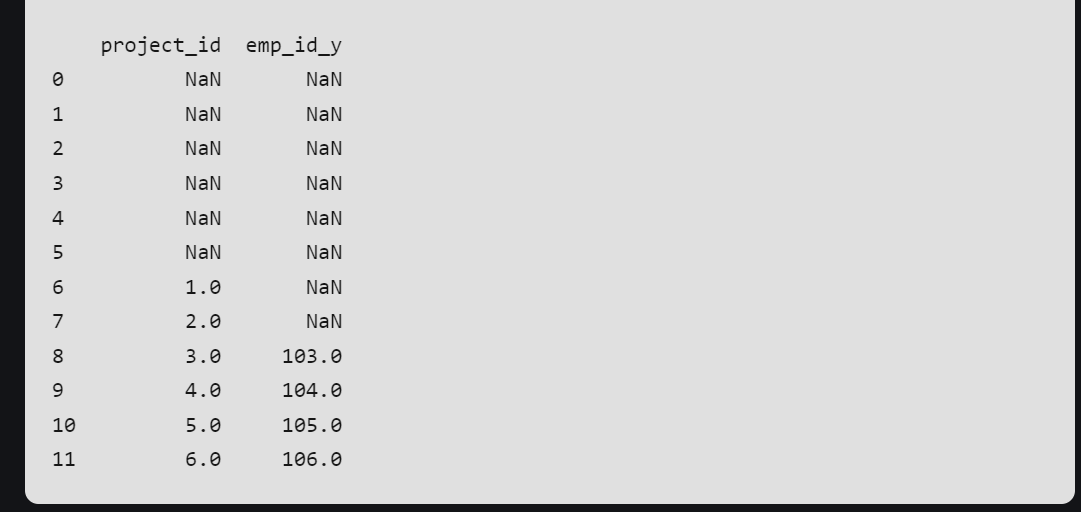 project_id emp_id_y
0 NaN NaN
1 NaN NaN
2 NaN NaN
3 NaN NaN
4 NaN NaN
5 NaN NaN
6 1.0 NaN
7 2.0 NaN
8 3.0 103.0
9 4.0 104.0
10 5.0 105.0
11 6.0 106.0